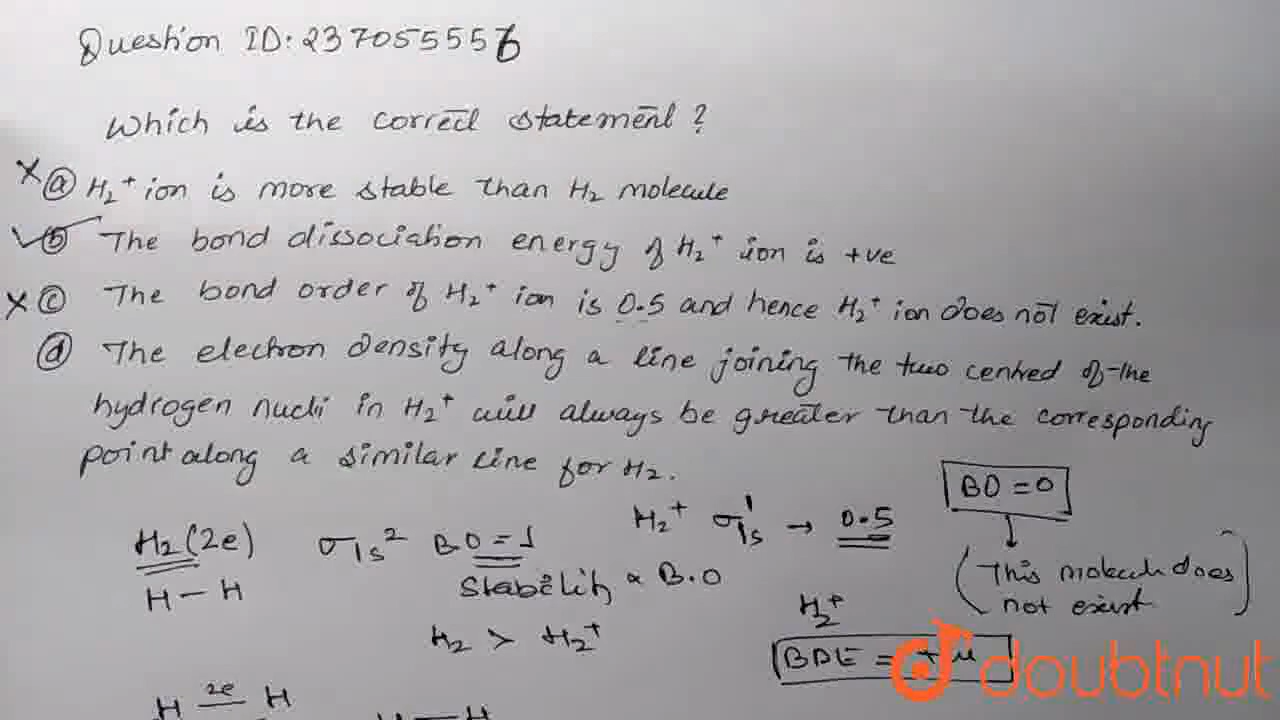 Question ID: 237055556
Which is the correct statement?
x ⓐ H₂⁺ ion is more stable than H₂ molecule
✓ ⓑ The bond dissociation energy of H₂⁺ ion is +ve
x ⓒ The bond order of H₂⁺ ion is 0.5 and hence H₂⁺ ion does not exist.
ⓓ The electron density along a line joining the two centred of the
hydrogen nucli in H₂⁺ will always be greater than the corresponding
point along a similar line for H₂.
H₂(2e) σ1s² BO = 1
H₂⁺ σ1s¹ → 0.5
BO = 0
H — H
Stability ∝ B.O
(This molecule does
not exist)
H₂ > H₂⁺
H₂⁺
BDE = +
doubtnut
H 2e H
H — H